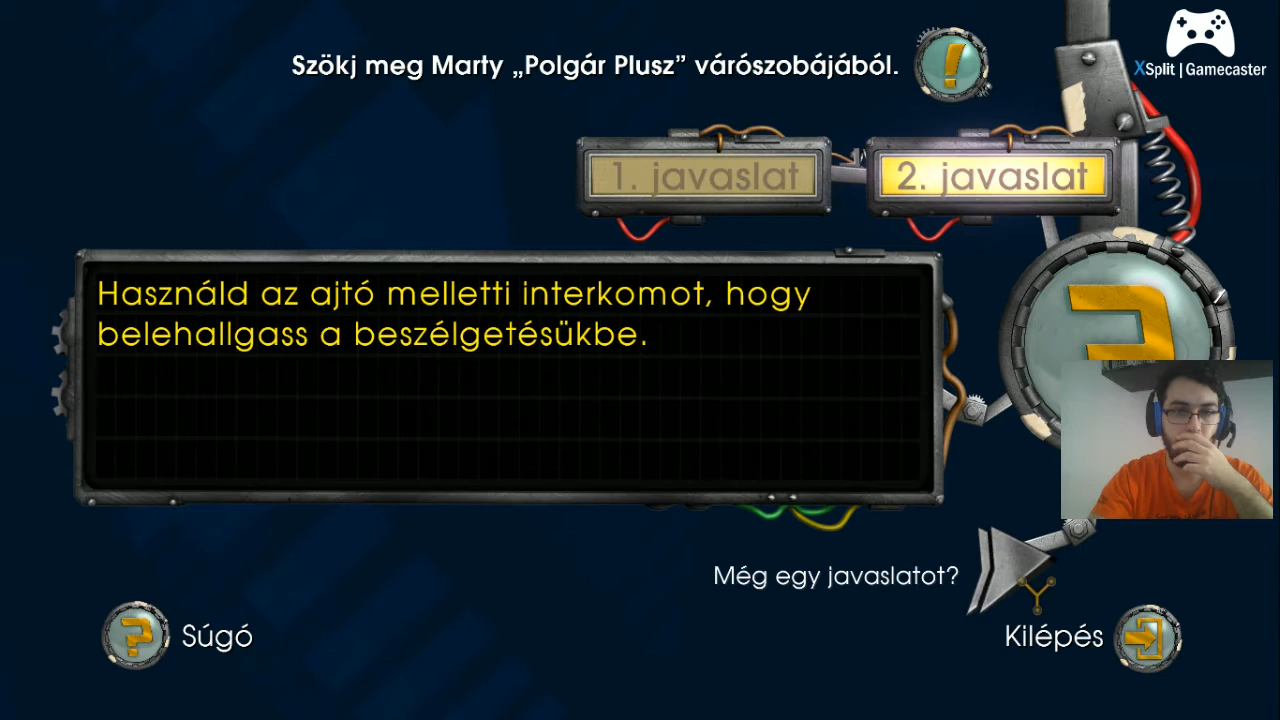 Szökj meg Marty „Polgár Plusz” várószobájából.
XSplit | Gamecaster
1. javaslat
2. javaslat
Használd az ajtó melletti interkomot, hogy
belehallgass a beszélgetésükbe.
Még egy javaslatot?
Súgó
Kilépés